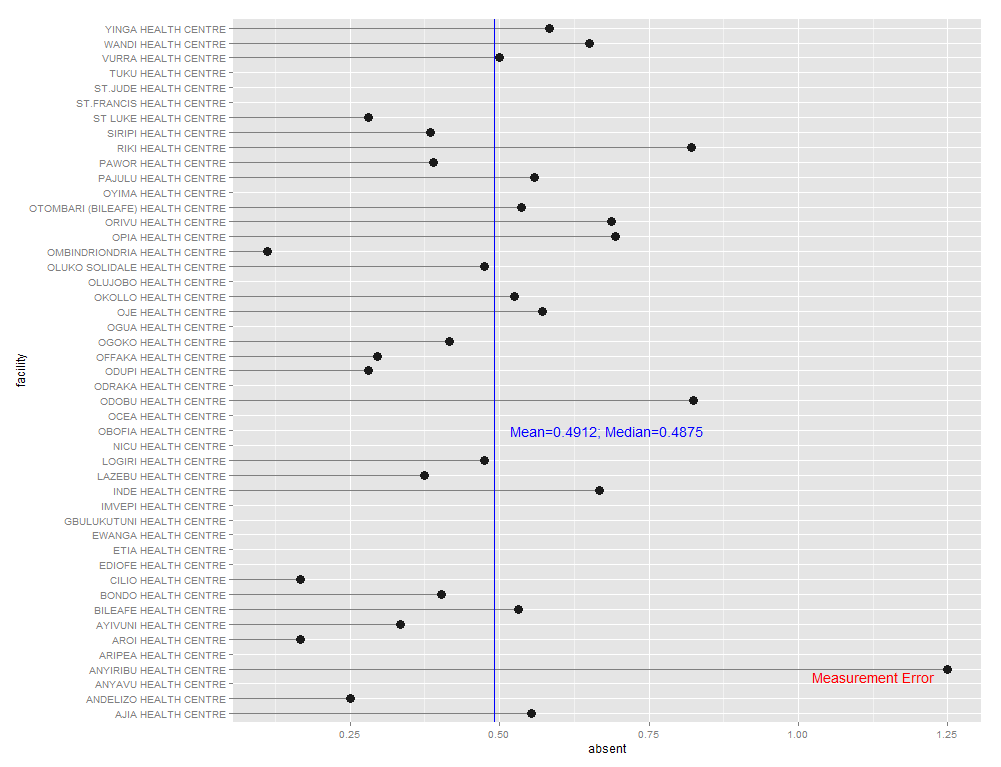 YINGA HEALTH CENTRE
WANDI HEALTH CENTRE
VURRA HEALTH CENTRE
TUKU HEALTH CENTRE
ST.JUDE HEALTH CENTRE
ST.FRANCIS HEALTH CENTRE
ST LUKE HEALTH CENTRE
SIRIPI HEALTH CENTRE
RIKI HEALTH CENTRE
PAWOR HEALTH CENTRE
PAJULU HEALTH CENTRE
OYIMA HEALTH CENTRE
OTOMBARI (BILEAFE) HEALTH CENTRE
ORIVU HEALTH CENTRE
OPIA HEALTH CENTRE
OMBINDRIONDRIA HEALTH CENTRE
OLUKO SOLIDALE HEALTH CENTRE
OLUJOBO HEALTH CENTRE
OKOLLO HEALTH CENTRE
OJE HEALTH CENTRE
OGUA HEALTH CENTRE
OGOKO HEALTH CENTRE
OFFAKA HEALTH CENTRE
facility
ODUPI HEALTH CENTRE
ODRAKA HEALTH CENTRE
ODOBU HEALTH CENTRE
OCEA HEALTH CENTRE
OBOFIA HEALTH CENTRE
Mean=0.4912; Median=0.4875
NICU HEALTH CENTRE
LOGIRI HEALTH CENTRE
LAZEBU HEALTH CENTRE
INDE HEALTH CENTRE
IMVEPI HEALTH CENTRE
GBULUKUTUNI HEALTH CENTRE
EWANGA HEALTH CENTRE
ETIA HEALTH CENTRE
EDIOFE HEALTH CENTRE
CILIO HEALTH CENTRE
BONDO HEALTH CENTRE
BILEAFE HEALTH CENTRE
AYIVUNI HEALTH CENTRE
AROI HEALTH CENTRE
ARIPEA HEALTH CENTRE
ANYIRIBU HEALTH CENTRE
Measurement Error
ANYAVU HEALTH CENTRE
ANDELIZO HEALTH CENTRE
AJIA HEALTH CENTRE
0.25 0.50 0.75 1.00 1.25
absent